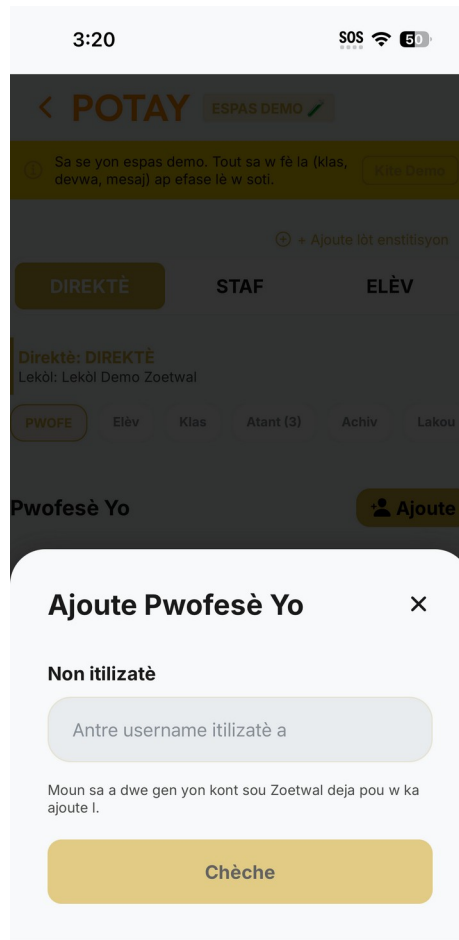 3:20
SOS
50
POTAY
ESPAS DEMO
Sa se yon espas demo. Tout sa w fè la (klas,
devwa, mesaj) ap efase lè w soti.
Kite Demo
+ Ajoute lòt enstitisyon
DIREKTÈ
STAF
ELÈV
Direktè: DIREKTÈ
Lekòl: Lekòl Demo Zoetwal
PWOFE
Elèv
Klas
Atant (3)
Achiv
Lakou
Pwofesè Yo
Ajoute
Ajoute Pwofesè Yo
Non itilizatè
Antre username itilizatè a
Moun sa a dwe gen yon kont sou Zoetwal deja pou w ka
ajoute l.
Chèche